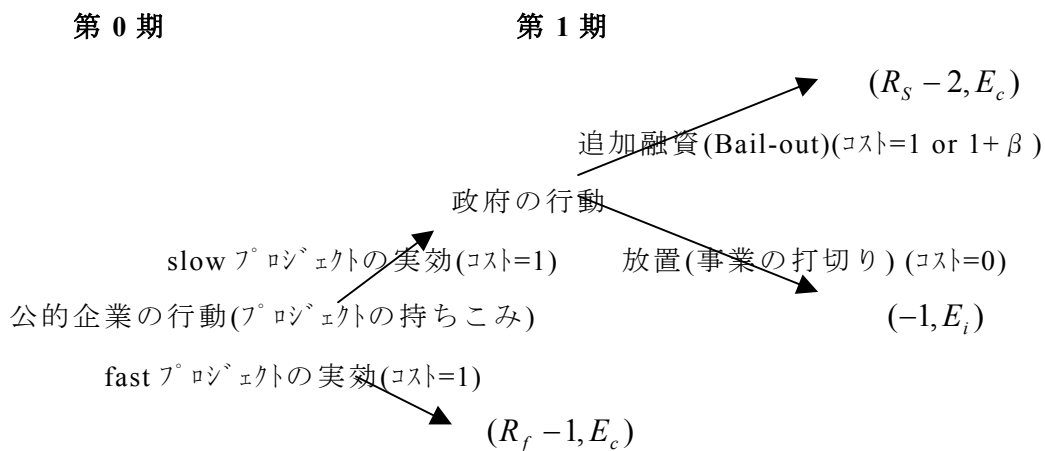 第 0 期 第 1 期
(R_S − 2, E_c)
追加融資(Bail-out)(ｺｽﾄ=1 or 1+β)
政府の行動
slow ﾌﾟﾛｼﾞｪｸﾄの実効(ｺｽﾄ=1) 放置(事業の打切り) (ｺｽﾄ=0)
公的企業の行動(ﾌﾟﾛｼﾞｪｸﾄの持ちこみ) (−1, E_i)
fast ﾌﾟﾛｼﾞｪｸﾄの実効(ｺｽﾄ=1)
(R_f − 1, E_c)